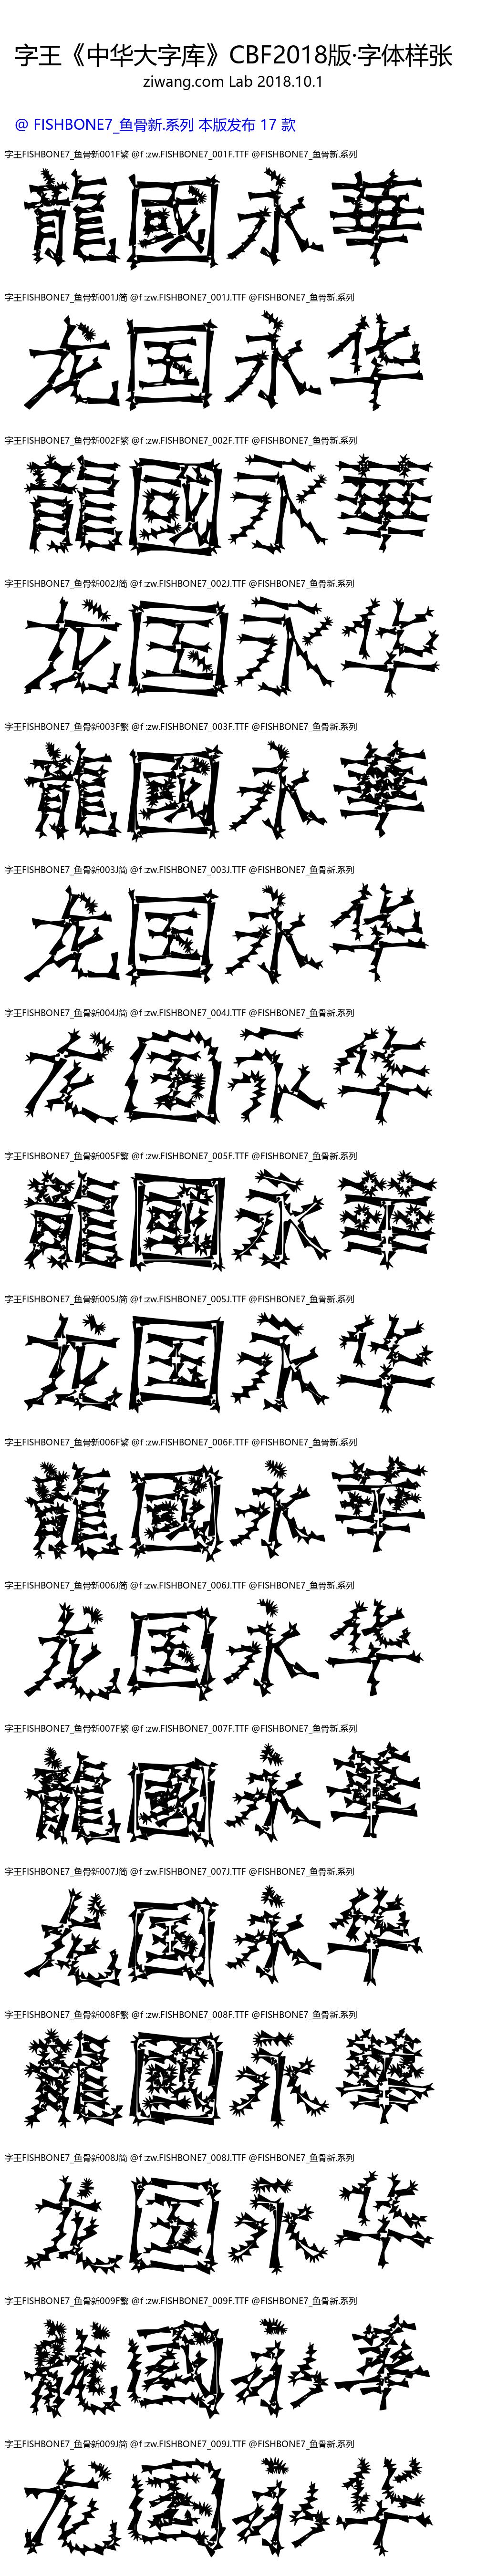 字王《中华大字库》CBF2018版·字体样张
ziwang.com Lab 2018.10.1
@ FISHBONE7_鱼骨新.系列 本版发布 17 款
字王FISHBONE7_鱼骨新001F繁 @f :zw.FISHBONE7_001F.TTF @FISHBONE7_鱼骨新.系列
龍國永華
字王FISHBONE7_鱼骨新001J简 @f :zw.FISHBONE7_001J.TTF @FISHBONE7_鱼骨新.系列
龙国永华
字王FISHBONE7_鱼骨新002F繁 @f :zw.FISHBONE7_002F.TTF @FISHBONE7_鱼骨新.系列
龍國永華
字王FISHBONE7_鱼骨新002J简 @f :zw.FISHBONE7_002J.TTF @FISHBONE7_鱼骨新.系列
龙国永华
字王FISHBONE7_鱼骨新003F繁 @f :zw.FISHBONE7_003F.TTF @FISHBONE7_鱼骨新.系列
龍國永華
字王FISHBONE7_鱼骨新003J简 @f :zw.FISHBONE7_003J.TTF @FISHBONE7_鱼骨新.系列
龙国永华
字王FISHBONE7_鱼骨新004J简 @f :zw.FISHBONE7_004J.TTF @FISHBONE7_鱼骨新.系列
龙国永华
字王FISHBONE7_鱼骨新005F繁 @f :zw.FISHBONE7_005F.TTF @FISHBONE7_鱼骨新.系列
龍國永華
字王FISHBONE7_鱼骨新005J简 @f :zw.FISHBONE7_005J.TTF @FISHBONE7_鱼骨新.系列
龙国永华
字王FISHBONE7_鱼骨新006F繁 @f :zw.FISHBONE7_006F.TTF @FISHBONE7_鱼骨新.系列
龍國永華
字王FISHBONE7_鱼骨新006J简 @f :zw.FISHBONE7_006J.TTF @FISHBONE7_鱼骨新.系列
龙国永华
字王FISHBONE7_鱼骨新007F繁 @f :zw.FISHBONE7_007F.TTF @FISHBONE7_鱼骨新.系列
龍國永華
字王FISHBONE7_鱼骨新007J简 @f :zw.FISHBONE7_007J.TTF @FISHBONE7_鱼骨新.系列
龙国永华
字王FISHBONE7_鱼骨新008F繁 @f :zw.FISHBONE7_008F.TTF @FISHBONE7_鱼骨新.系列
龍國永華
字王FISHBONE7_鱼骨新008J简 @f :zw.FISHBONE7_008J.TTF @FISHBONE7_鱼骨新.系列
龙国永华
字王FISHBONE7_鱼骨新009F繁 @f :zw.FISHBONE7_009F.TTF @FISHBONE7_鱼骨新.系列
龍國永華
字王FISHBONE7_鱼骨新009J简 @f :zw.FISHBONE7_009J.TTF @FISHBONE7_鱼骨新.系列
龙国永华